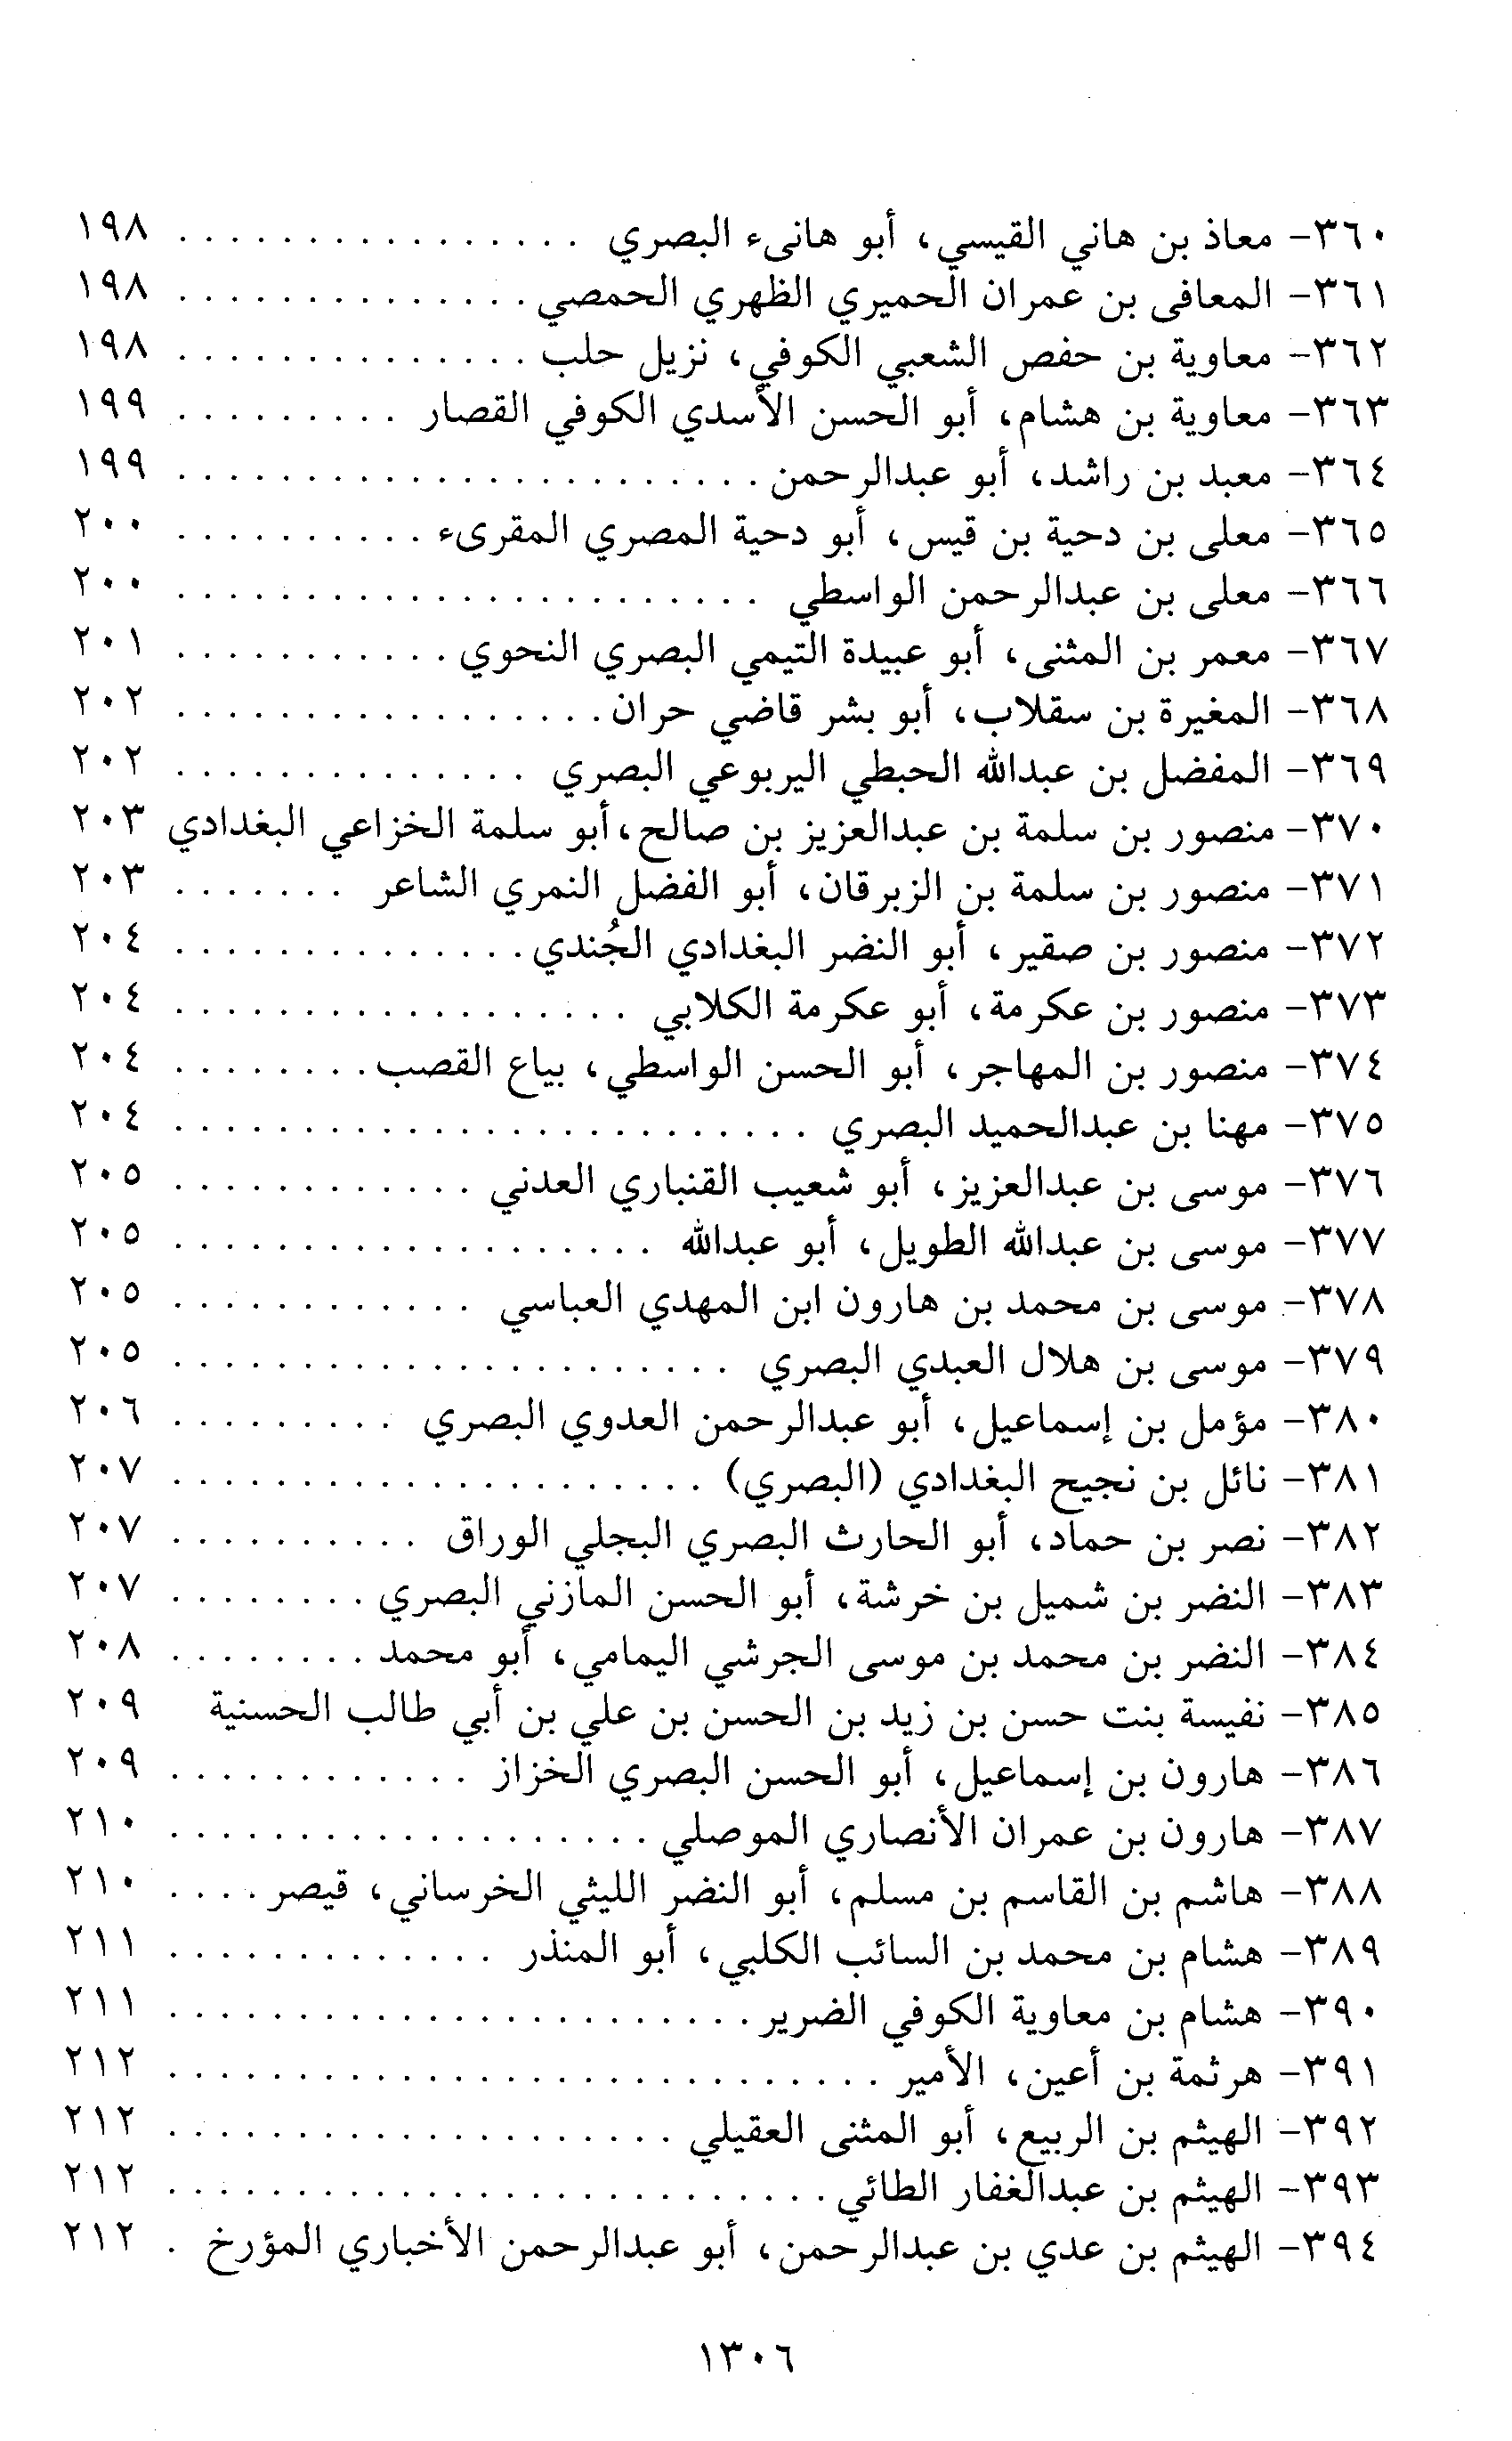 ٣٦٠- معاذ بن هاني القيسي، أبو هانىء البصري . . . . . . . . . . . . . . . . ١٩٨
٣٦١- المعافى بن عمران الحميري الظهري الحمصي . . . . . . . . . . . . . . ١٩٨
٣٦٢- معاوية بن حفص الشعبي الكوفي، نزيل حلب . . . . . . . . . . . . . . ١٩٨
٣٦٣- معاوية بن هشام، أبو الحسن الأسدي الكوفي القصار . . . . . . . . . ١٩٩
٣٦٤- معبد بن راشد، أبو عبدالرحمن . . . . . . . . . . . . . . . . . . . . . . . ١٩٩
٣٦٥- معلى بن دحية بن قيس، أبو دحية المصري المقرىء . . . . . . . . . . ٢٠٠
٣٦٦- معلى بن عبدالرحمن الواسطي . . . . . . . . . . . . . . . . . . . . . . . ٢٠٠
٣٦٧- معمر بن المثنى، أبو عبيدة التيمي البصري النحوي . . . . . . . . . . . ٢٠١
٣٦٨- المغيرة بن سقلاب، أبو بشر قاضي حران . . . . . . . . . . . . . . . . . ٢٠٢
٣٦٩- المفضل بن عبدالله الحبطي اليربوعي البصري . . . . . . . . . . . . . . ٢٠٢
٣٧٠- منصور بن سلمة بن عبدالعزيز بن صالح،أبو سلمة الخزاعي البغدادي ٢٠٣
٣٧١- منصور بن سلمة بن الزبرقان، أبو الفضل النمري الشاعر . . . . . . . ٢٠٣
٣٧٢- منصور بن صقير، أبو النضر البغدادي الجُندي . . . . . . . . . . . . . . ٢٠٤
٣٧٣- منصور بن عكرمة، أبو عكرمة الكلابي . . . . . . . . . . . . . . . . . . ٢٠٤
٣٧٤- منصور بن المهاجر، أبو الحسن الواسطي، بياع القصب . . . . . . . . ٢٠٤
٣٧٥- مهنا بن عبدالحميد البصري . . . . . . . . . . . . . . . . . . . . . . . . . ٢٠٤
٣٧٦- موسى بن عبدالعزيز، أبو شعيب القنباري العدني . . . . . . . . . . . . ٢٠٥
٣٧٧- موسى بن عبدالله الطويل، أبو عبدالله . . . . . . . . . . . . . . . . . . . ٢٠٥
٣٧٨- موسى بن محمد بن هارون ابن المهدي العباسي . . . . . . . . . . . . ٢٠٥
٣٧٩- موسى بن هلال العبدي البصري . . . . . . . . . . . . . . . . . . . . . . ٢٠٥
٣٨٠- مؤمل بن إسماعيل، أبو عبدالرحمن العدوي البصري . . . . . . . . . ٢٠٦
٣٨١- نائل بن نجيح البغدادي (البصري) . . . . . . . . . . . . . . . . . . . . . ٢٠٧
٣٨٢- نصر بن حماد، أبو الحارث البصري البجلي الوراق . . . . . . . . . . ٢٠٧
٣٨٣- النضر بن شميل بن خرشة، أبو الحسن المازني البصري . . . . . . . . ٢٠٧
٣٨٤- النضر بن محمد بن موسى الجرشي اليمامي، أبو محمد . . . . . . . . ٢٠٨
٣٨٥- نفيسة بنت حسن بن زيد بن الحسن بن علي بن أبي طالب الحسنية ٢٠٩
٣٨٦- هارون بن إسماعيل، أبو الحسن البصري الخزاز . . . . . . . . . . . . ٢٠٩
٣٨٧- هارون بن عمران الأنصاري الموصلي . . . . . . . . . . . . . . . . . . . ٢١٠
٣٨٨- هاشم بن القاسم بن مسلم، أبو النضر الليثي الخرساني، قيصر . . . . ٢١٠
٣٨٩- هشام بن محمد بن السائب الكلبي، أبو المنذر . . . . . . . . . . . . . ٢١١
٣٩٠- هشام بن معاوية الكوفي الضرير . . . . . . . . . . . . . . . . . . . . . . . ٢١١
٣٩١- هرثمة بن أعين، الأمير . . . . . . . . . . . . . . . . . . . . . . . . . . . . ٢١٢
٣٩٢- الهيثم بن الربيع، أبو المثنى العقيلي . . . . . . . . . . . . . . . . . . . . ٢١٢
٣٩٣- الهيثم بن عبدالغفار الطائي . . . . . . . . . . . . . . . . . . . . . . . . . . ٢١٢
٣٩٤- الهيثم بن عدي بن عبدالرحمن، أبو عبدالرحمن الأخباري المؤرخ . ٢١٢
١٣٠٦